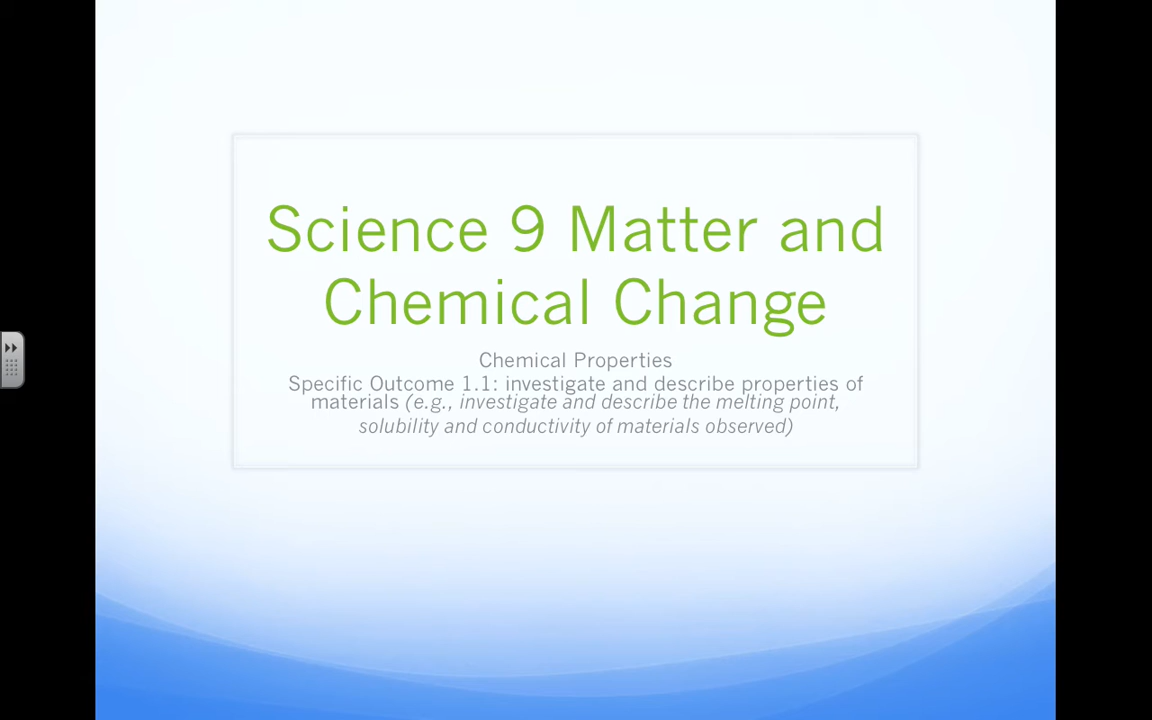 Science 9 Matter and
Chemical Change
Chemical Properties
Specific Outcome 1.1: investigate and describe properties of
materials (e.g., investigate and describe the melting point,
solubility and conductivity of materials observed)